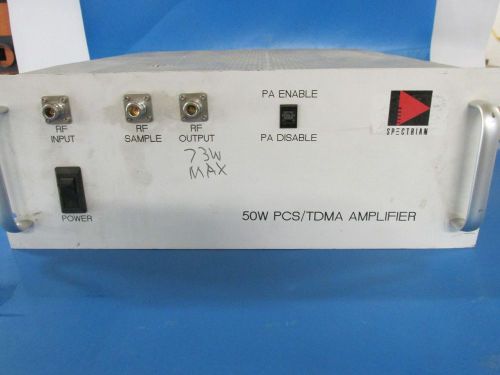 PA ENABLE
RF
INPUT
RF
SAMPLE
RF
OUTPUT
PA DISABLE
SPECTRIAN
73W
MAX
POWER
50W PCS/TDMA AMPLIFIER